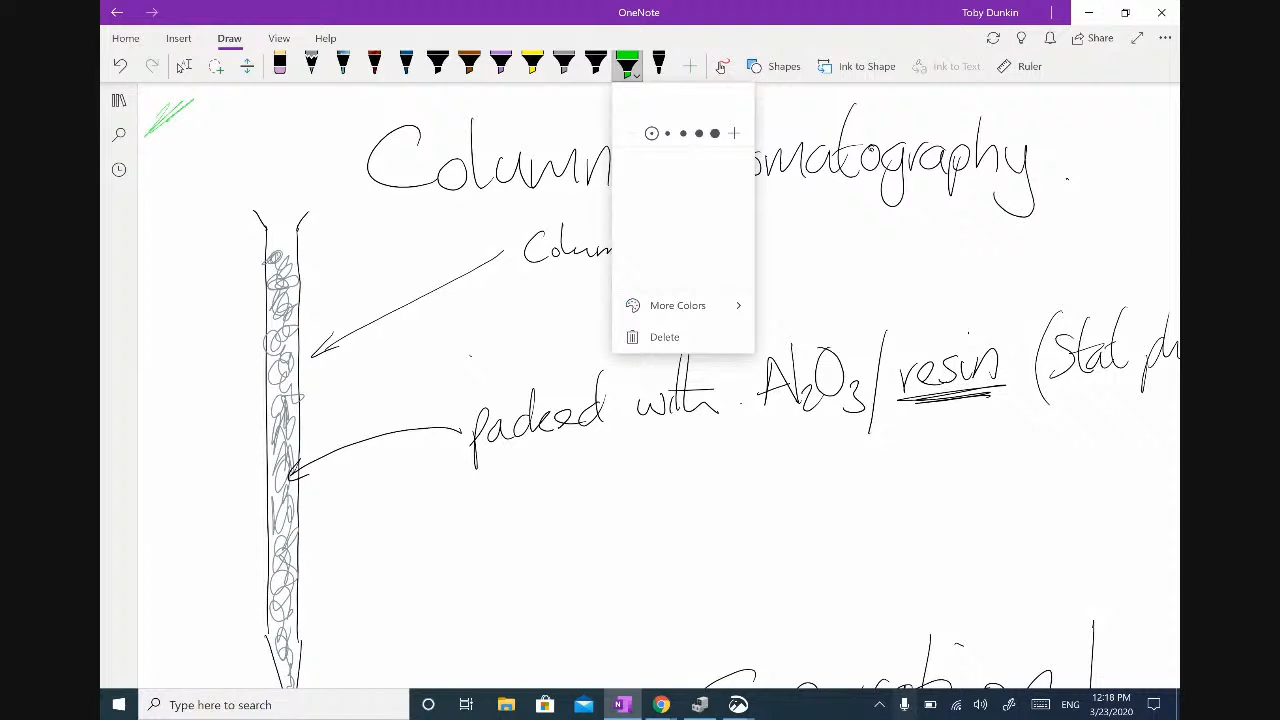 OneNote
Toby Dunkin
Home Insert Draw View Help
Share
Shapes Ink to Shape Ink to Text Ruler
Column omatography.
Colum
More Colors
Delete
packed with Al2O3/resin (Stat ph
Type here to search
ENG
12:18 PM
3/23/2020